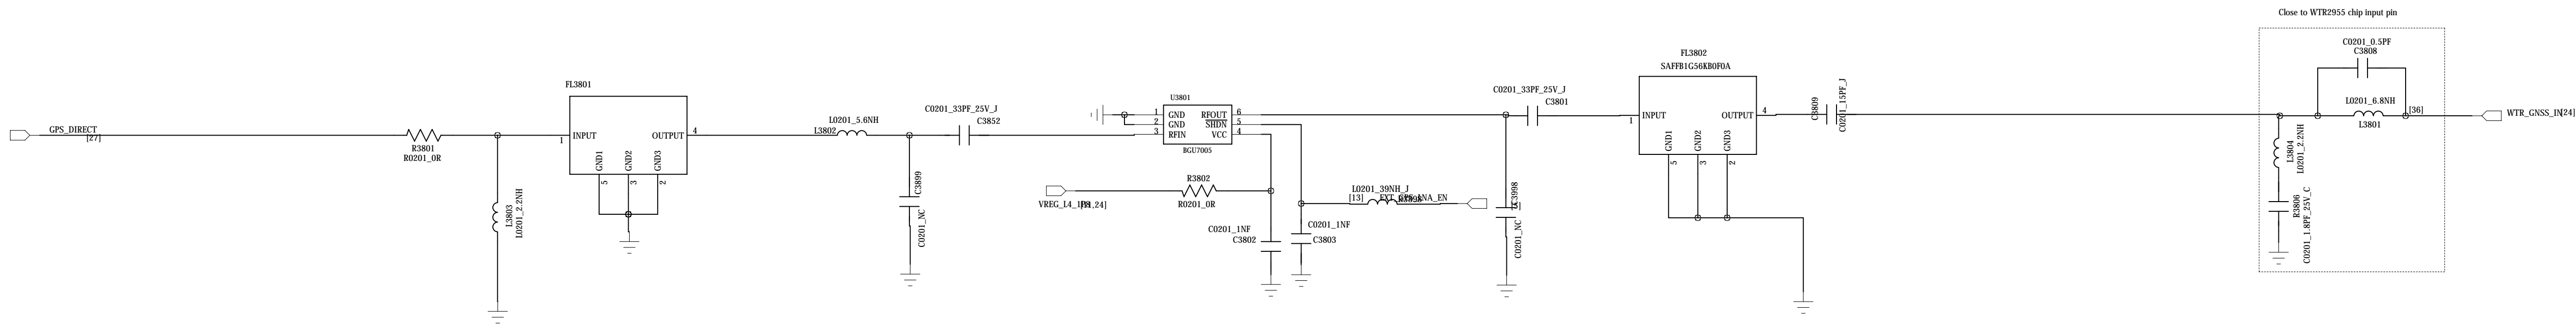 Close to WTR2955 chip input pin
C0201_0.5PF
C3808
FL3802
SAFFB1G56KB0F0A
FL3801
U3801
C0201_33PF_25V_J
C3801
C3809
C0201_15PF_J
L0201_6.8NH
[36]
L3801
WTR_GNSS_IN[24]
GPS_DIRECT
[27]
R3801
R0201_0R
INPUT
1
OUTPUT
4
GND1
GND2
GND3
5
3
2
L3803
L0201_2.2NH
L0201_5.6NH
L3802
C0201_33PF_25V_J
C3852
C3899
C0201_NC
1
GND
RFOUT
6
2
GND
SHDN
5
3
RFIN
VCC
4
BGU7005
R3802
R0201_0R
VREG_L4_1P8
[11,24]
L0201_39NH_J
[13]
EXT_GPS_LNA_EN
C0201_1NF
C3802
C0201_1NF
C3803
C3998
C0201_NC
INPUT
1
OUTPUT
4
GND1
GND2
GND3
5
3
2
L3804
L0201_2.2NH
R3806
C0201_1.8PF_25V_C